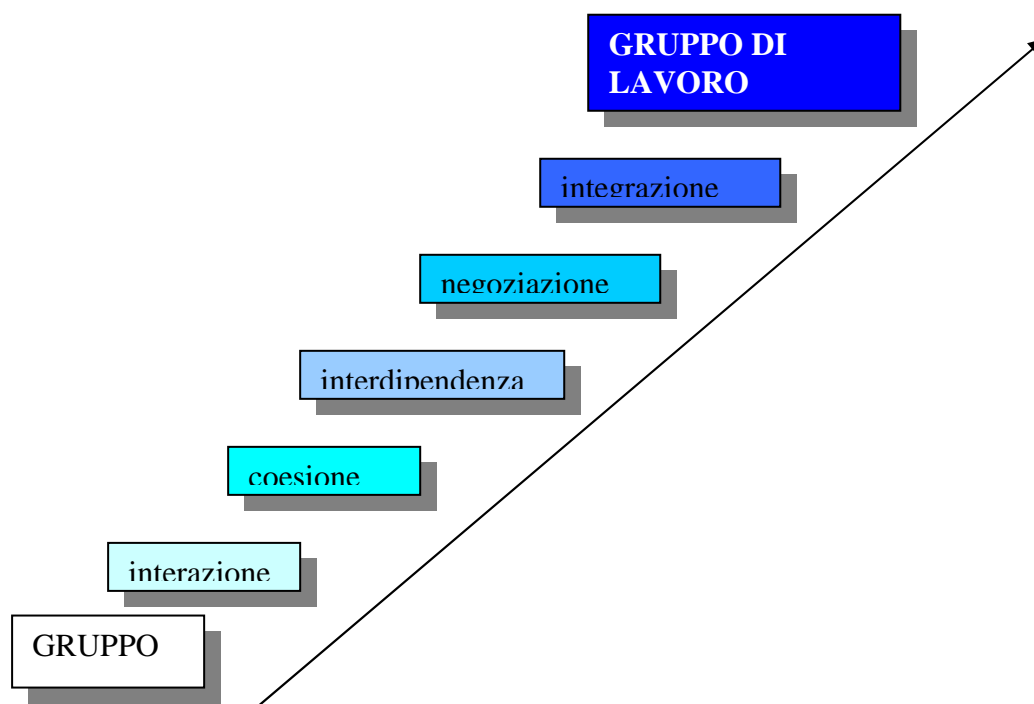 GRUPPO DI
LAVORO
integrazione
negoziazione
interdipendenza
coesione
interazione
GRUPPO